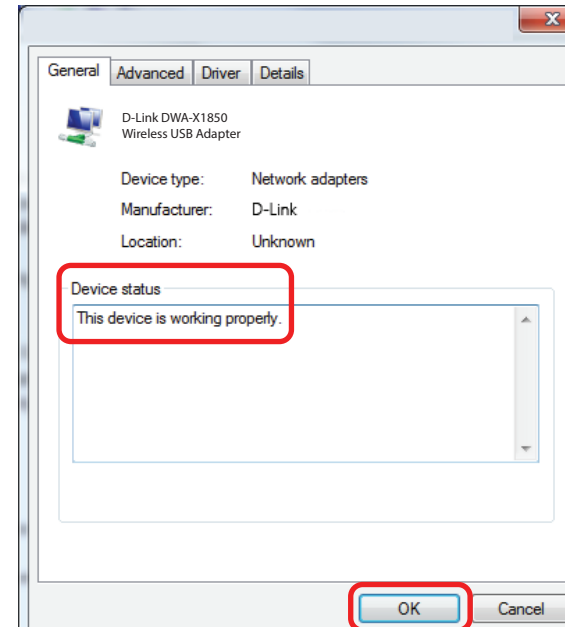 General Advanced Driver Details
D-Link DWA-X1850
Wireless USB Adapter
Device type: Network adapters
Manufacturer: D-Link
Location: Unknown
Device status
This device is working properly.
OK Cancel